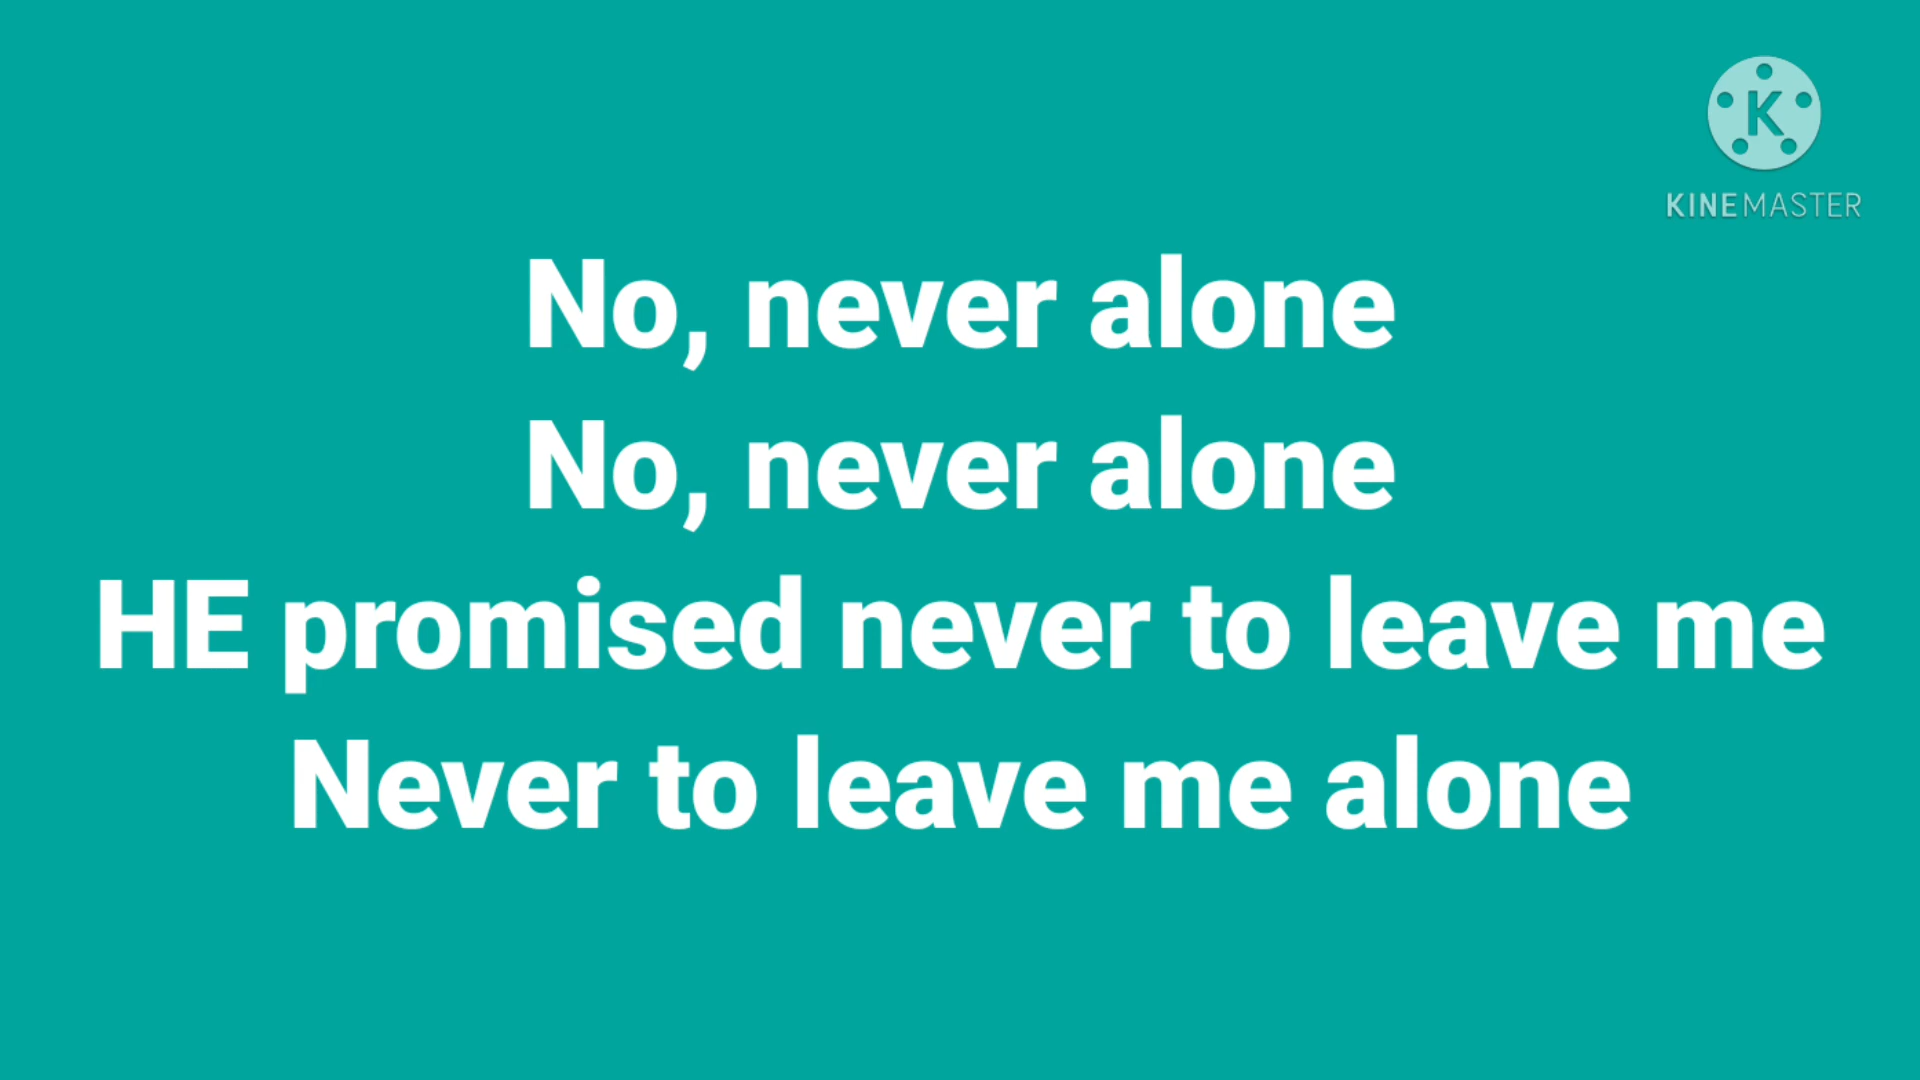 K
KINEMASTER
No, never alone
No, never alone
HE promised never to leave me
Never to leave me alone